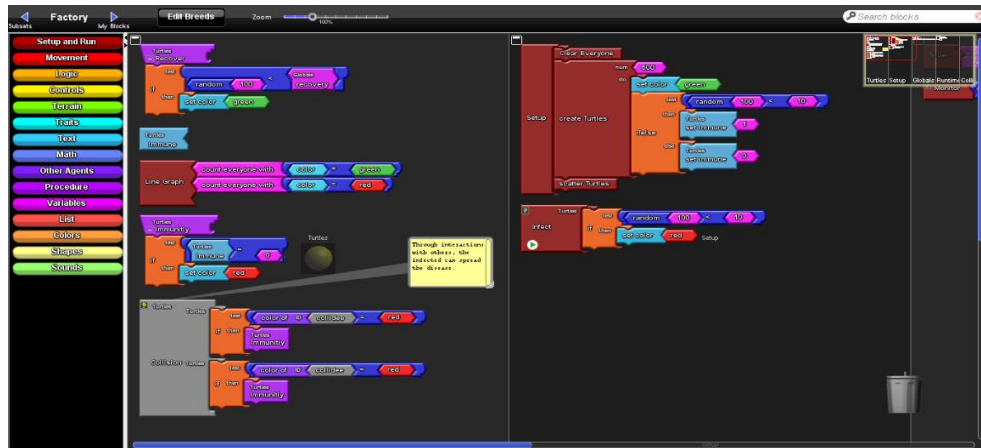 Factory
Subsets
My Blocks
Edit Breeds
Zoom
100%
Search blocks
Setup and Run
Movement
Logic
Controls
Terrain
Traits
Text
Math
Other Agents
Procedure
Variables
List
Colors
Shapes
Sounds
Turtles
Recover
if
test
random 100 < Globals recovery
then
set color green
Turtles
Immune
Line Graph
count everyone with color = green
count everyone with color = red
Turtles
Immunitiy
if
test
Turtles Immune = 0
then
set color red
Turtles
Through interactions
with others, the
infected can spread
the disease.
Collision
Turtles
Turtles
if
test
color of collidee = red
then
Turtles
Immunitiy
Turtles
if
test
color of collidee = red
then
Turtles
Immunitiy
Setup
Clear Everyone
create Turtles
num 500
do
set color green
ifelse
test
random 100 < 10
then
Turtles
set Immune 1
else
Turtles
set Immune 0
scatter Turtles
Infect
Turtles
if
test
random 100 < 10
then
set color red
Setup
Turtles Setup Globals Runtime Colli
Monitor